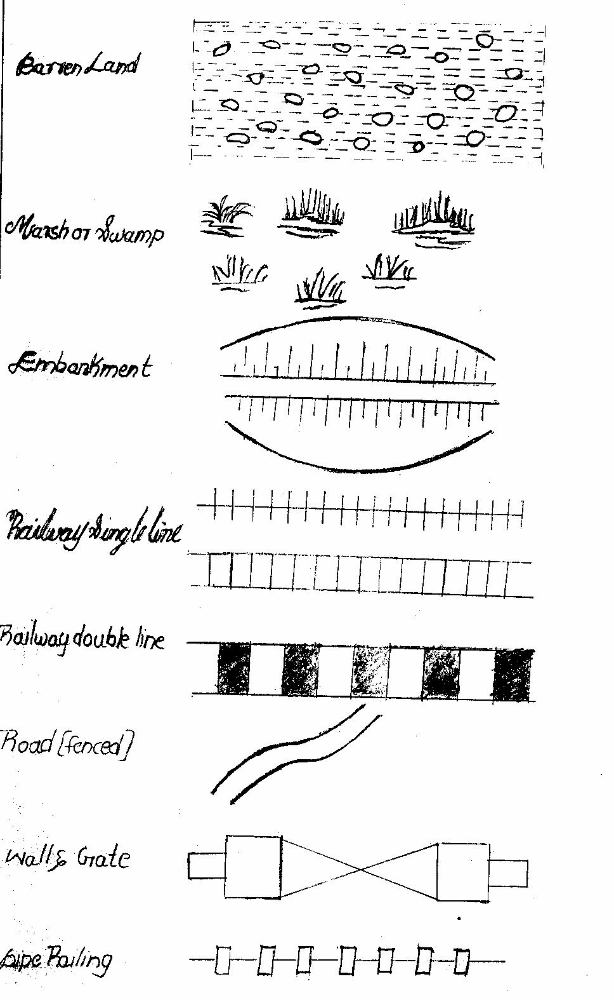 Barren Land
Marsh or Swamp
Embankment
Railway Single line
Railway double line
Road [fenced]
Wall & Gate
pipe Railing